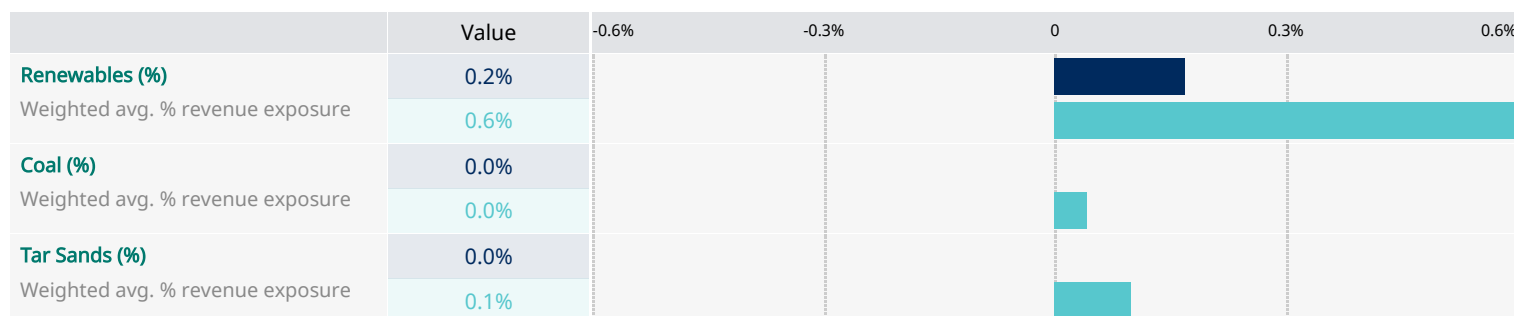 Value -0.6% -0.3% 0 0.3% 0.6%
Renewables (%) 0.2%
Weighted avg. % revenue exposure
0.6%
Coal (%) 0.0%
Weighted avg. % revenue exposure
0.0%
Tar Sands (%) 0.0%
Weighted avg. % revenue exposure
0.1%